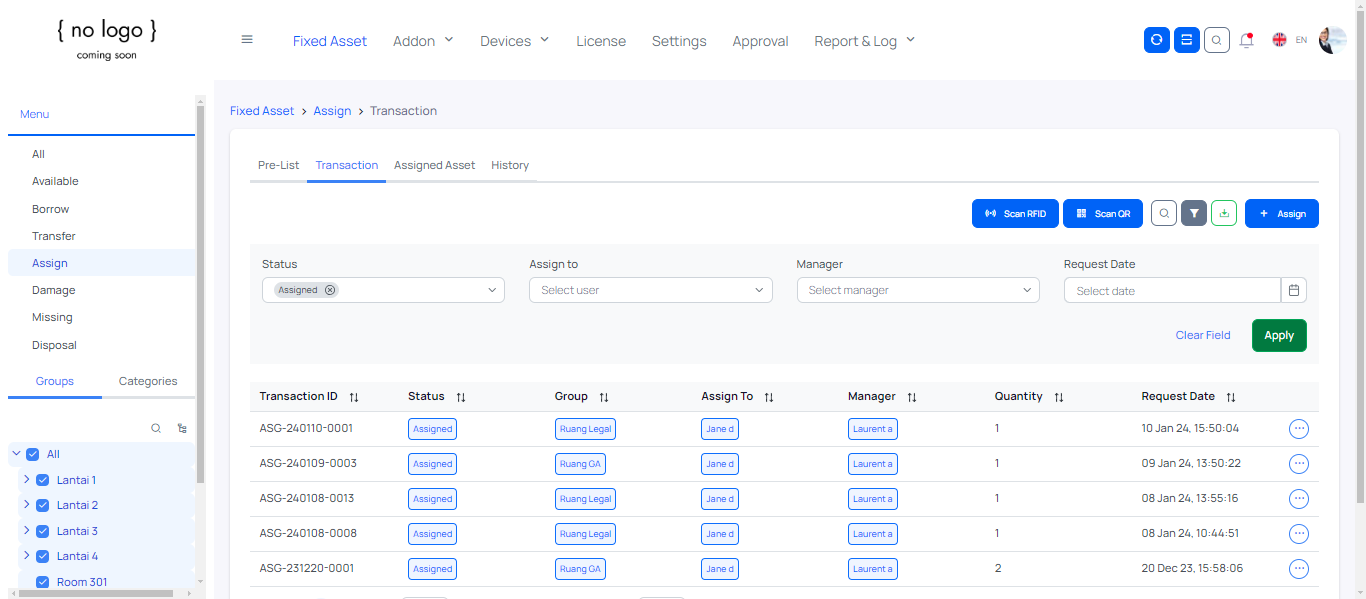 { no logo }
coming soon
Fixed Asset Addon Devices License Settings Approval Report & Log EN
Menu
All
Available
Borrow
Transfer
Assign
Damage
Missing
Disposal
Groups Categories
All
Lantai 1
Lantai 2
Lantai 3
Lantai 4
Room 301
Fixed Asset > Assign > Transaction
Pre-List Transaction Assigned Asset History
Scan RFID Scan QR + Assign
Status Assign to Manager Request Date
Assigned Select user Select manager Select date
Clear Field Apply
Transaction ID Status Group Assign To Manager Quantity Request Date
ASG-240110-0001 Assigned Ruang Legal Jane d Laurent a 1 10 Jan 24, 15:50:04
ASG-240109-0003 Assigned Ruang GA Jane d Laurent a 1 09 Jan 24, 13:50:22
ASG-240108-0013 Assigned Ruang Legal Jane d Laurent a 1 08 Jan 24, 13:55:16
ASG-240108-0008 Assigned Ruang Legal Jane d Laurent a 1 08 Jan 24, 10:44:51
ASG-231220-0001 Assigned Ruang GA Jane d Laurent a 2 20 Dec 23, 15:58:06